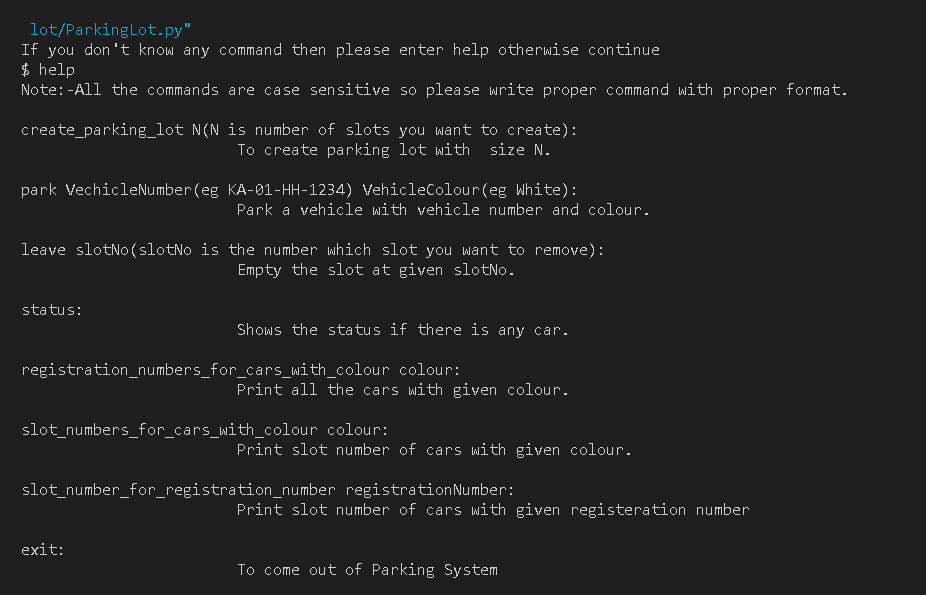 lot/ParkingLot.py"
If you don't know any command then please enter help otherwise continue
$ help
Note:-All the commands are case sensitive so please write proper command with proper format.
create_parking_lot N(N is number of slots you want to create):
To create parking lot with  size N.
park VechicleNumber(eg KA-01-HH-1234) VehicleColour(eg White):
Park a vehicle with vehicle number and colour.
leave slotNo(slotNo is the number which slot you want to remove):
Empty the slot at given slotNo.
status:
Shows the status if there is any car.
registration_numbers_for_cars_with_colour colour:
Print all the cars with given colour.
slot_numbers_for_cars_with_colour colour:
Print slot number of cars with given colour.
slot_number_for_registration_number registrationNumber:
Print slot number of cars with given registeration number
exit:
To come out of Parking System